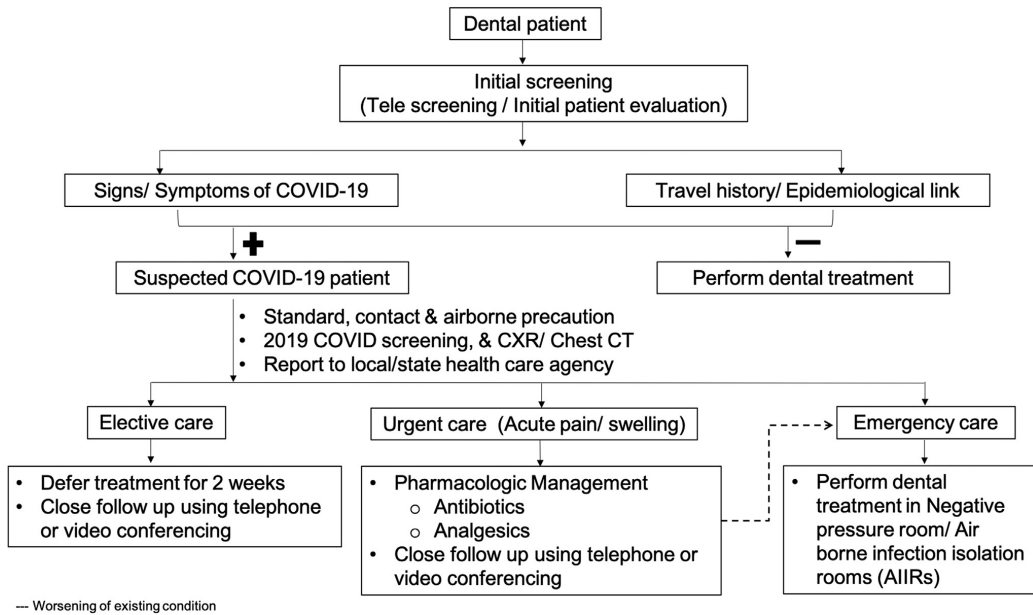 Dental patient
Initial screening
(Tele screening / Initial patient evaluation)
Signs/ Symptoms of COVID-19
Travel history/ Epidemiological link
+
−
Suspected COVID-19 patient
Perform dental treatment
• Standard, contact & airborne precaution
• 2019 COVID screening, & CXR/ Chest CT
• Report to local/state health care agency
Elective care
Urgent care (Acute pain/ swelling)
Emergency care
• Defer treatment for 2 weeks
• Close follow up using telephone
or video conferencing
• Pharmacologic Management
o Antibiotics
o Analgesics
• Close follow up using telephone or
video conferencing
• Perform dental
treatment in Negative
pressure room/ Air
borne infection isolation
rooms (AIIRs)
--- Worsening of existing condition